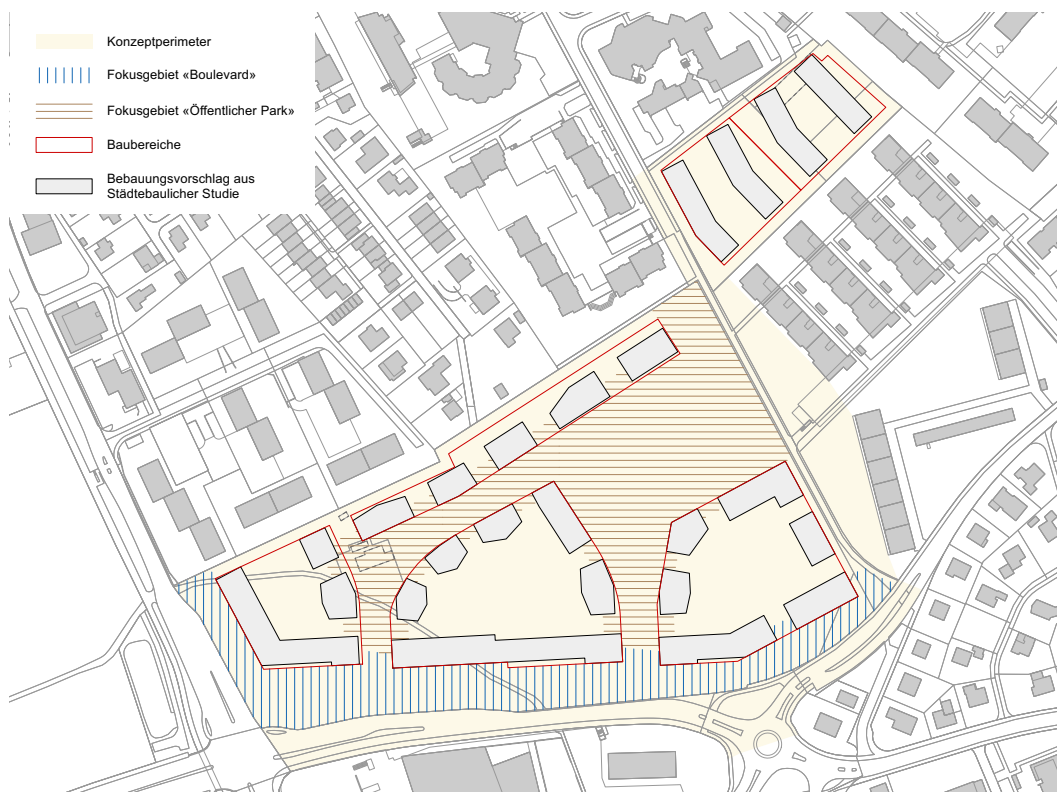 Konzeptperimeter
Fokusgebiet «Boulevard»
Fokusgebiet «Öffentlicher Park»
Baubereiche
Bebauungsvorschlag aus
Städtebaulicher Studie